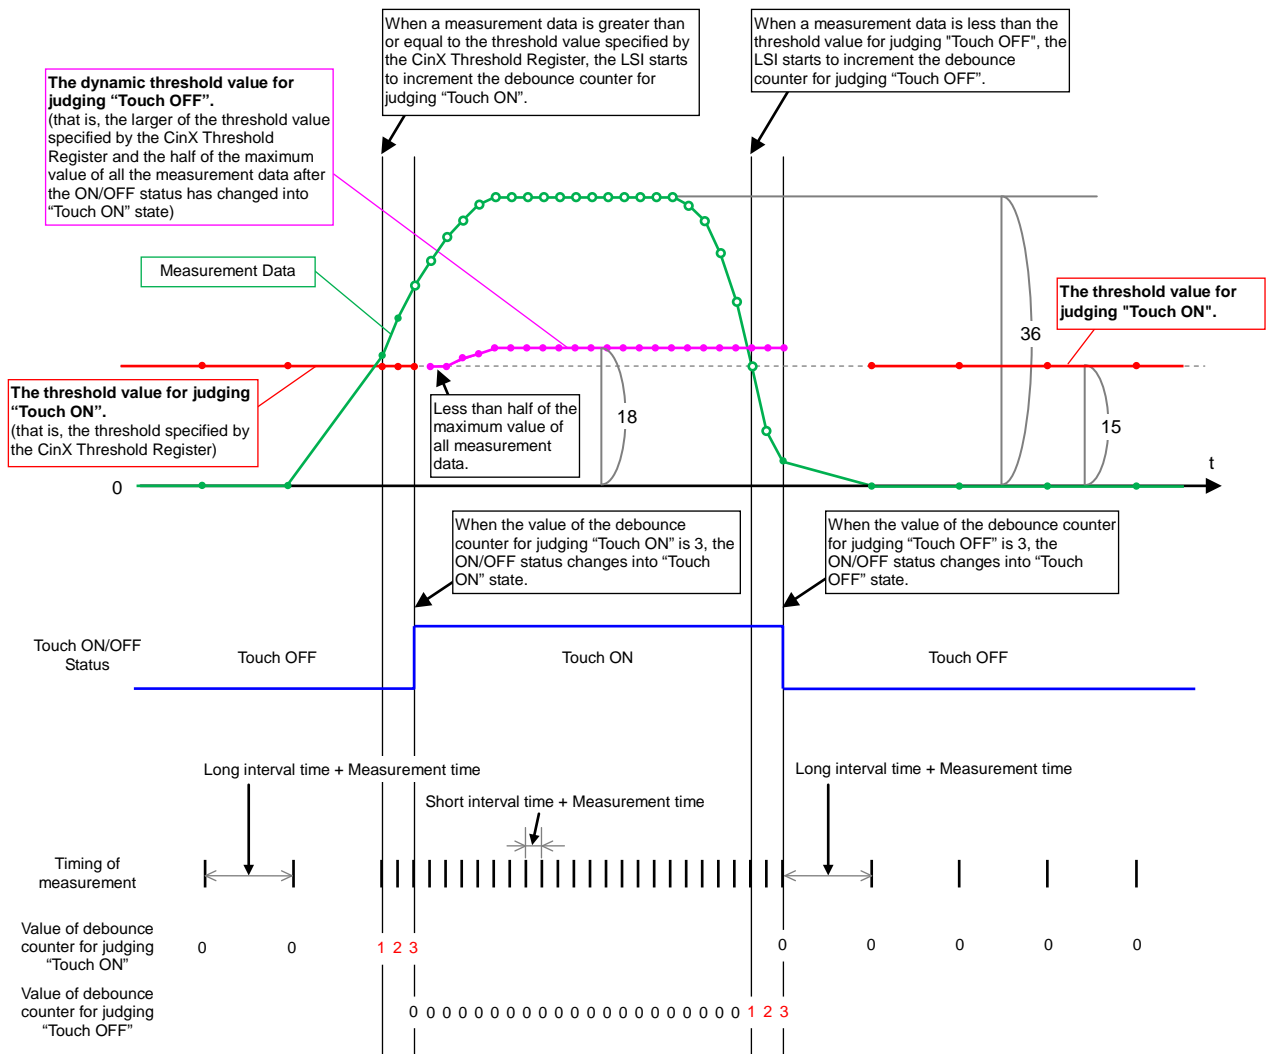 When a measurement data is greater than
or equal to the threshold value specified by
the CinX Threshold Register, the LSI starts
to increment the debounce counter for
judging “Touch ON”.
When a measurement data is less than the
threshold value for judging "Touch OFF", the
LSI starts to increment the debounce
counter for judging “Touch OFF”.
The dynamic threshold value for
judging “Touch OFF”.
(that is, the larger of the threshold value
specified by the CinX Threshold
Register and the half of the maximum
value of all the measurement data after
the ON/OFF status has changed into
“Touch ON” state)
Measurement Data
The threshold value for
judging "Touch ON".
36
The threshold value for judging
“Touch ON”.
(that is, the threshold specified by
the CinX Threshold Register)
Less than half of the
maximum value of
all measurement
data.
18
15
t
0
When the value of the debounce
counter for judging “Touch ON” is 3, the
ON/OFF status changes into “Touch
ON” state.
When the value of the debounce counter
for judging “Touch OFF” is 3, the
ON/OFF status changes into “Touch
OFF” state.
Touch ON/OFF
Status
Touch OFF
Touch ON
Touch OFF
Long interval time + Measurement time
Long interval time + Measurement time
Short interval time + Measurement time
Timing of
measurement
Value of debounce
counter for judging
“Touch ON”
0 0 1 2 3 0 0 0 0 0
Value of debounce
counter for judging
“Touch OFF”
0 0 0 0 0 0 0 0 0 0 0 0 0 0 0 0 0 0 0 0 0 1 2 3